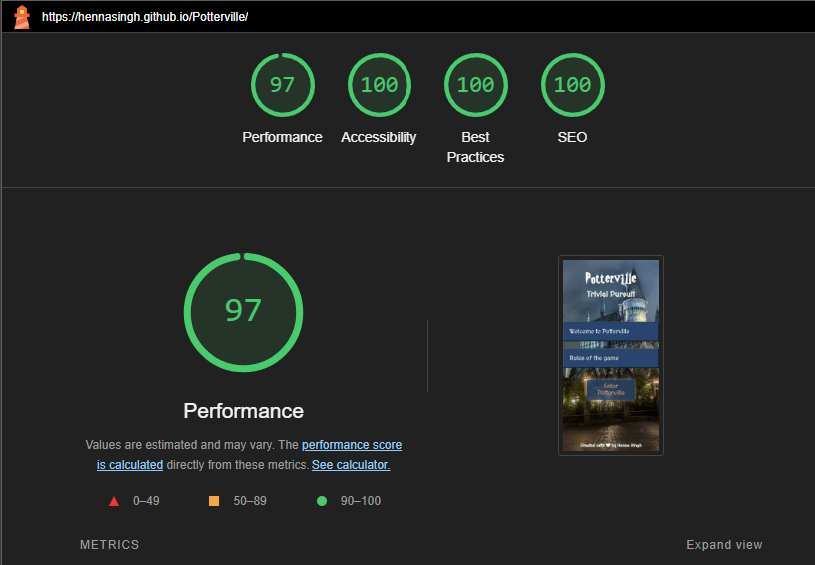 https://hennasingh.github.io/Potterville/
97
100
100
100
Performance
Accessibility
Best
Practices
SEO
97
Performance
Values are estimated and may vary. The performance score
is calculated directly from these metrics. See calculator.
0–49
50–89
90–100
Potterville
Trivial Pursuit
Welcome to Potterville
Rules of the game
Enter
Potterville
Created with ❤ by Henna Singh
METRICS
Expand view